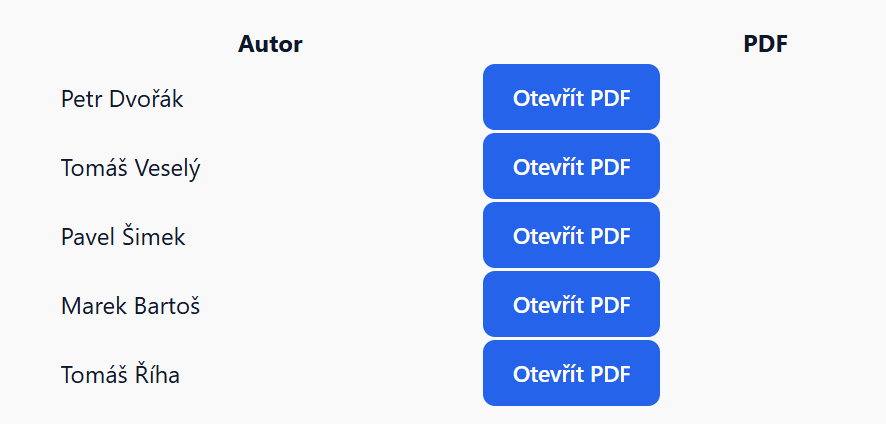 Autor PDF
Petr Dvořák Otevřít PDF
Tomáš Veselý Otevřít PDF
Pavel Šimek Otevřít PDF
Marek Bartoš Otevřít PDF
Tomáš Říha Otevřít PDF